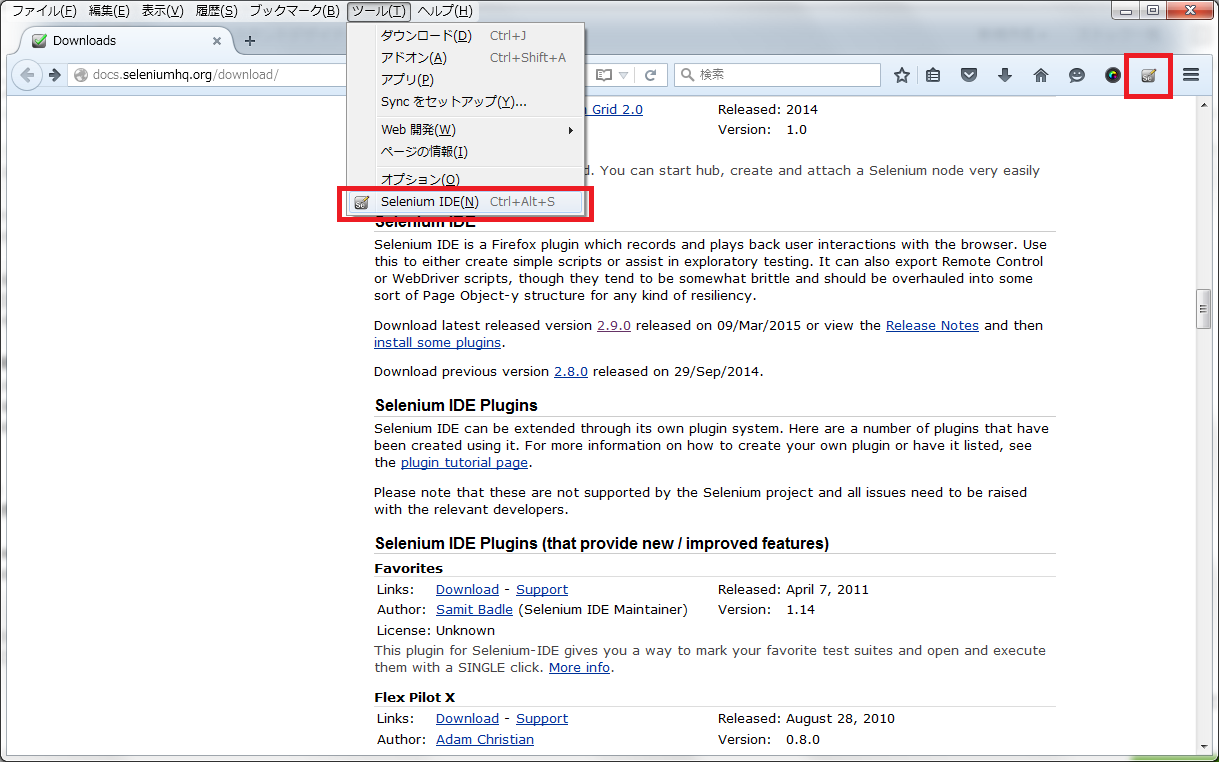 ファイル(F) 編集(E) 表示(V) 履歴(S) ブックマーク(B) ツール(T) ヘルプ(H)
Downloads
docs.seleniumhq.org/download/
検索
ダウンロード(D) Ctrl+J
アドオン(A) Ctrl+Shift+A
アプリ(P)
Sync をセットアップ(Y)...
Web 開発(W)
ページの情報(I)
オプション(O)
Selenium IDE(N) Ctrl+Alt+S
Grid 2.0 Released: 2014
Version: 1.0
d. You can start hub, create and attach a Selenium node very easily
Selenium IDE
Selenium IDE is a Firefox plugin which records and plays back user interactions with the browser. Use
this to either create simple scripts or assist in exploratory testing. It can also export Remote Control
or WebDriver scripts, though they tend to be somewhat brittle and should be overhauled into some
sort of Page Object-y structure for any kind of resiliency.
Download latest released version 2.9.0 released on 09/Mar/2015 or view the Release Notes and then
install some plugins.
Download previous version 2.8.0 released on 29/Sep/2014.
Selenium IDE Plugins
Selenium IDE can be extended through its own plugin system. Here are a number of plugins that have
been created using it. For more information on how to create your own plugin or have it listed, see
the plugin tutorial page.
Please note that these are not supported by the Selenium project and all issues need to be raised
with the relevant developers.
Selenium IDE Plugins (that provide new / improved features)
Favorites
Links: Download - Support Released: April 7, 2011
Author: Samit Badle (Selenium IDE Maintainer) Version: 1.14
License: Unknown
This plugin for Selenium-IDE gives you a way to mark your favorite test suites and open and execute
them with a SINGLE click. More info.
Flex Pilot X
Links: Download - Support Released: August 28, 2010
Author: Adam Christian Version: 0.8.0